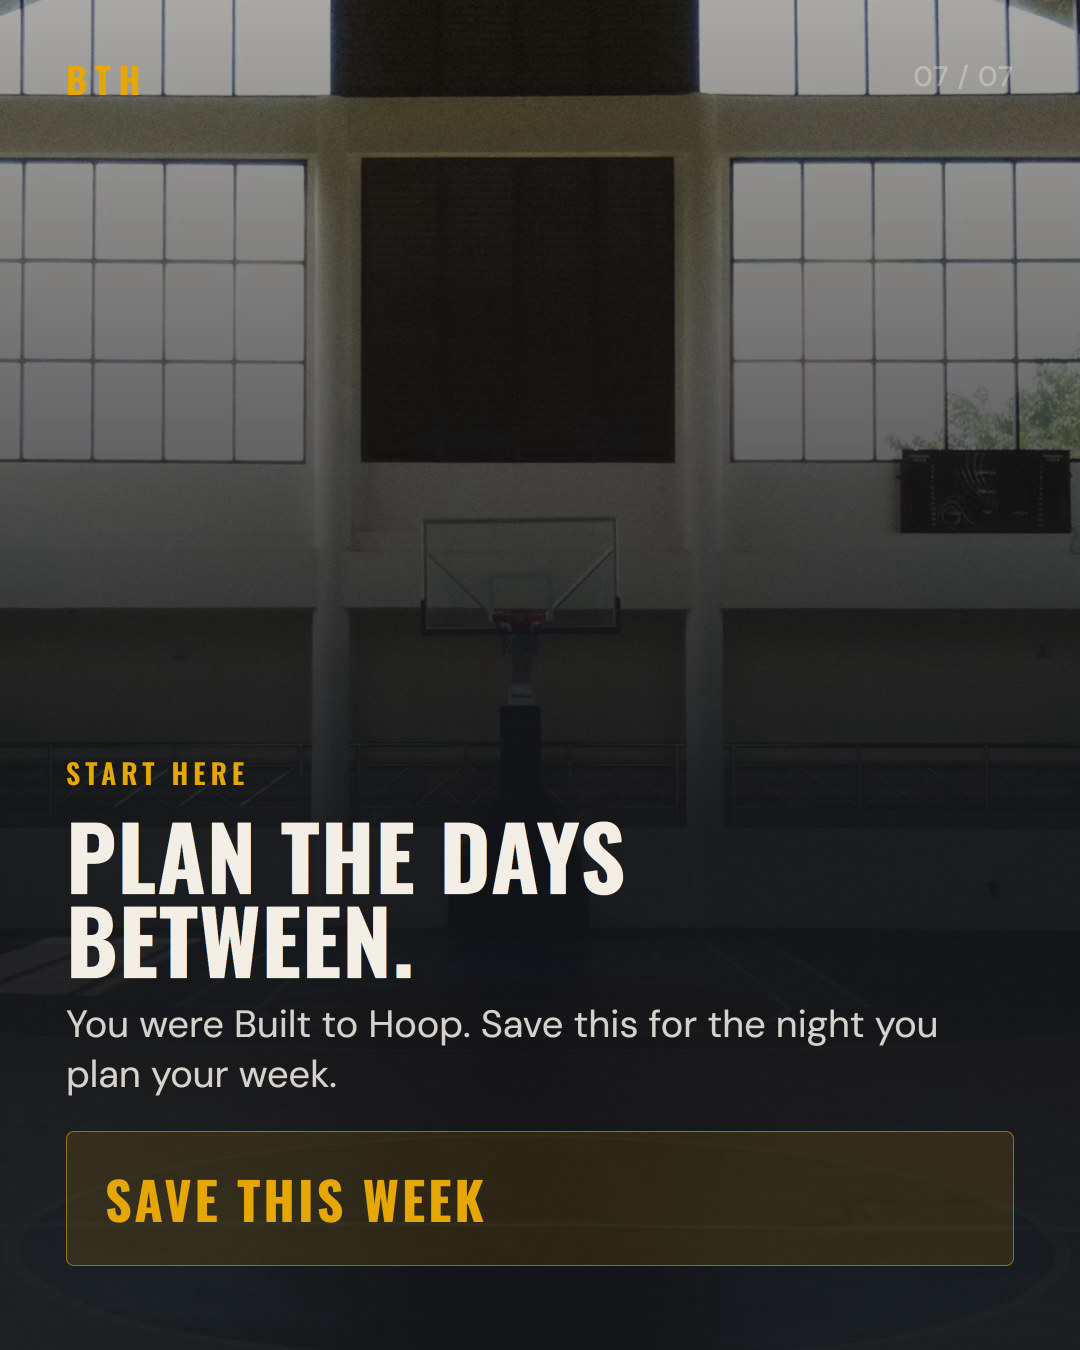 BTH
07 / 07
START HERE
PLAN THE DAYS
BETWEEN.
You were Built to Hoop. Save this for the night you
plan your week.
SAVE THIS WEEK